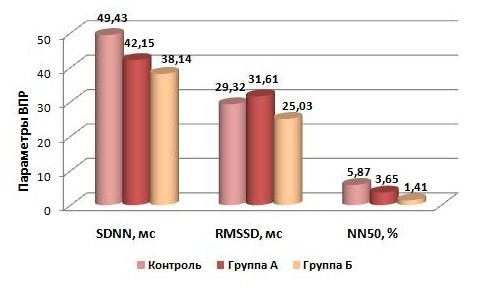 49,43
42,15
38,14
29,32
31,61
25,03
5,87
3,65
1,41
Параметры ВПР
50
40
30
20
10
0
SDNN, мс
RMSSD, мс
NN50, %
Контроль
Группа А
Группа Б